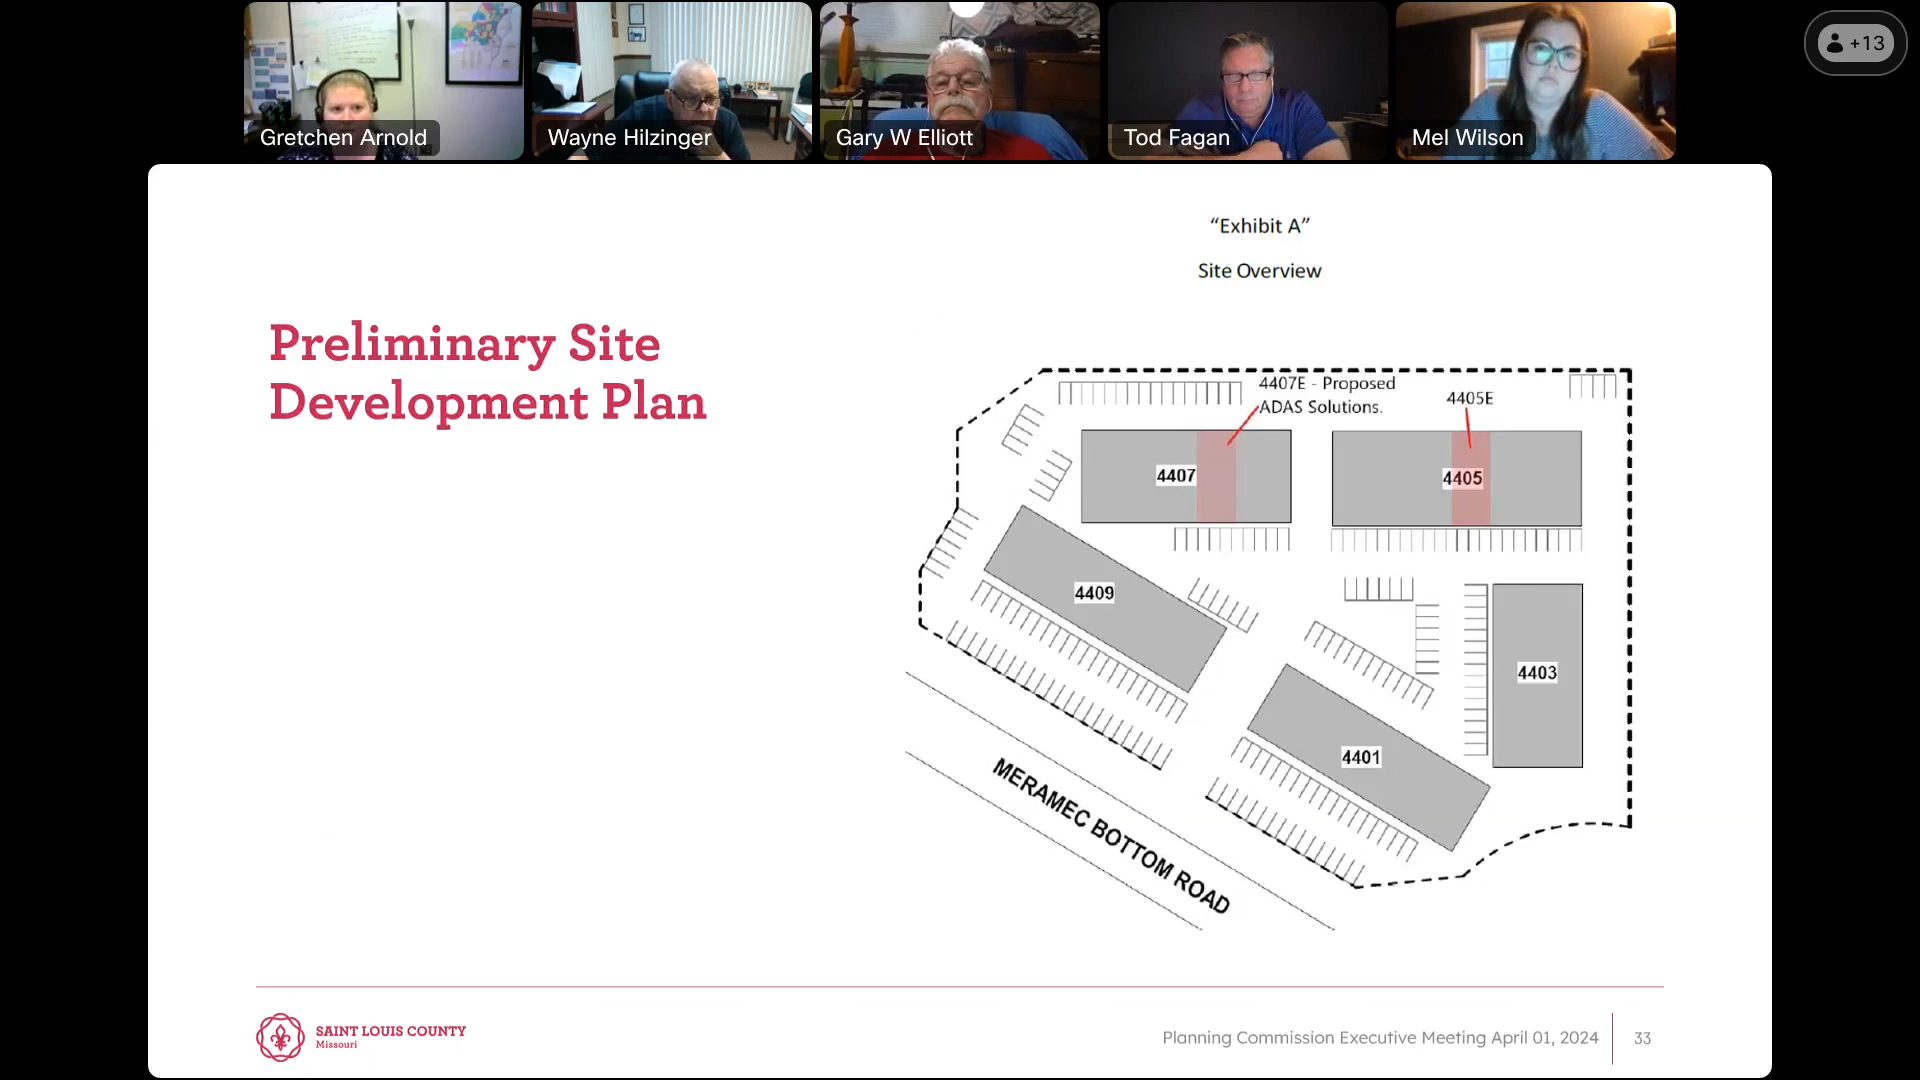 Gretchen Arnold
Wayne Hilzinger
Gary W Elliott
Tod Fagan
Mel Wilson
+13
“Exhibit A”
Site Overview
Preliminary Site
Development Plan
4407E - Proposed
ADAS Solutions.
4405E
4407
4405
4409
4403
4401
MERAMEC BOTTOM ROAD
SAINT LOUIS COUNTY
Missouri
Planning Commission Executive Meeting April 01, 2024
33